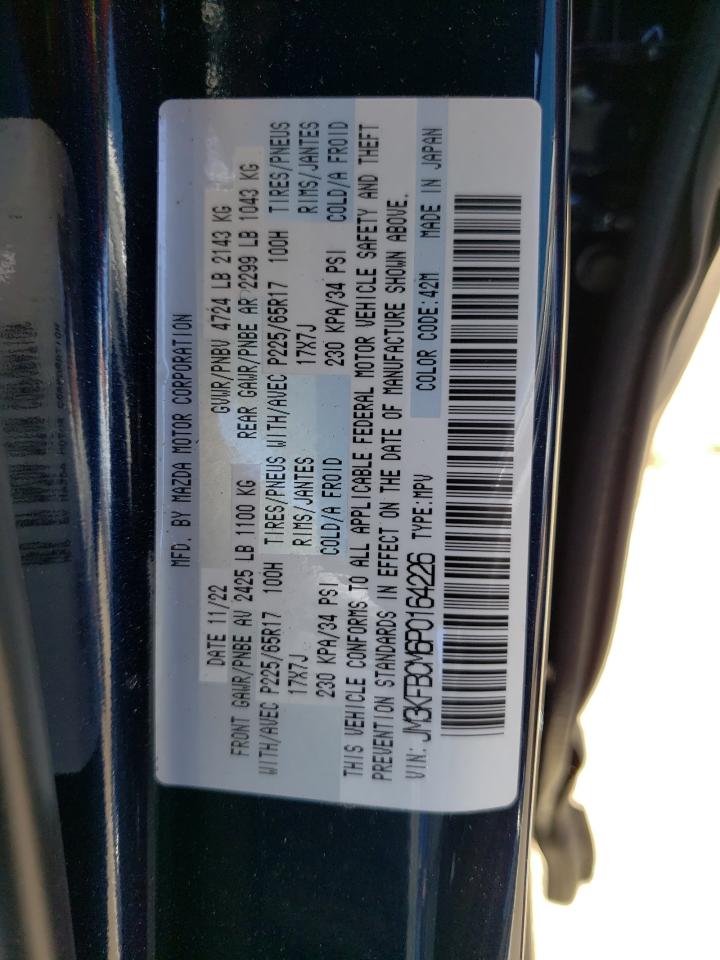 MFD. BY MAZDA MOTOR CORPORATION
DATE 11/22 GVWR/PNBV 4724 LB 2143 KG
FRONT GAWR/PNBE AV 2425 LB 1100 KG REAR GAWR/PNBE AR 2299 LB 1043 KG
WITH/AVEC P225/65R17 100H TIRES/PNEUS WITH/AVEC P225/65R17 100H TIRES/PNEUS
17X7J RIMS/JANTES 17X7J RIMS/JANTES
230 KPA/34 PSI COLD/A FROID 230 KPA/34 PSI COLD/A FROID
THIS VEHICLE CONFORMS TO ALL APPLICABLE FEDERAL MOTOR VEHICLE SAFETY AND THEFT
PREVENTION STANDARDS IN EFFECT ON THE DATE OF MANUFACTURE SHOWN ABOVE.
VIN: JM3KFBCM6P0164226 TYPE:MPV COLOR CODE:42M MADE IN JAPAN